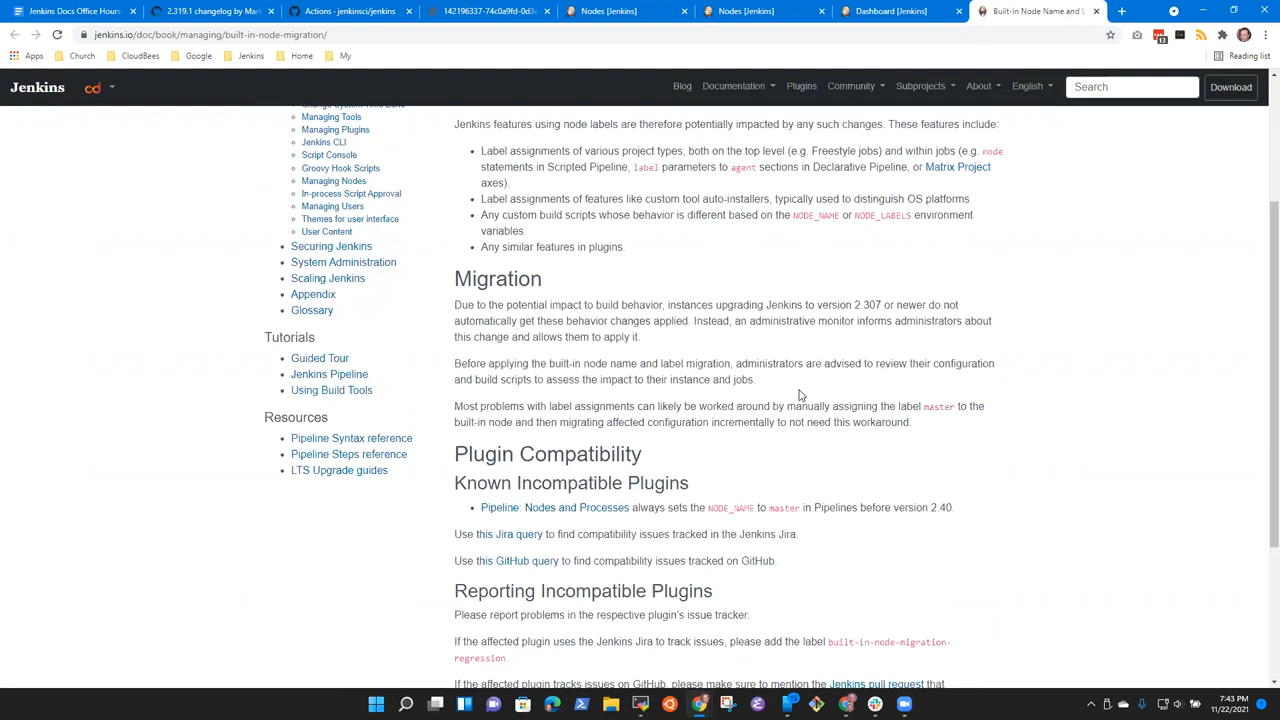 Jenkins Docs Office Hours
2.319.1 changelog by Mark
Actions · jenkinsci/jenkins
142196337-74c0a9fd-0d3e
Nodes [Jenkins]
Nodes [Jenkins]
Dashboard [Jenkins]
Built-In Node Name and L
jenkins.io/doc/book/managing/built-in-node-migration/
13
Apps
Church
CloudBees
Google
Jenkins
Home
My
Reading list
Jenkins
cd
Blog
Documentation
Plugins
Community
Subprojects
About
English
Search
Download
Change System Time Zone
Managing Tools
Managing Plugins
Jenkins CLI
Script Console
Groovy Hook Scripts
Managing Nodes
In-process Script Approval
Managing Users
Themes for user interface
User Content
Securing Jenkins
System Administration
Scaling Jenkins
Appendix
Glossary
Tutorials
Guided Tour
Jenkins Pipeline
Using Build Tools
Resources
Pipeline Syntax reference
Pipeline Steps reference
LTS Upgrade guides
Jenkins features using node labels are therefore potentially impacted by any such changes. These features include:
Label assignments of various project types, both on the top level (e.g. Freestyle jobs) and within jobs (e.g. node
statements in Scripted Pipeline, label parameters to agent sections in Declarative Pipeline, or Matrix Project
axes).
Label assignments of features like custom tool auto-installers, typically used to distinguish OS platforms.
Any custom build scripts whose behavior is different based on the NODE_NAME or NODE_LABELS environment
variables.
Any similar features in plugins.
Migration
Due to the potential impact to build behavior, instances upgrading Jenkins to version 2.307 or newer do not
automatically get these behavior changes applied. Instead, an administrative monitor informs administrators about
this change and allows them to apply it.
Before applying the built-in node name and label migration, administrators are advised to review their configuration
and build scripts to assess the impact to their instance and jobs.
Most problems with label assignments can likely be worked around by manually assigning the label master to the
built-in node and then migrating affected configuration incrementally to not need this workaround.
Plugin Compatibility
Known Incompatible Plugins
Pipeline: Nodes and Processes always sets the NODE_NAME to master in Pipelines before version 2.40.
Use this Jira query to find compatibility issues tracked in the Jenkins Jira.
Use this GitHub query to find compatibility issues tracked on GitHub.
Reporting Incompatible Plugins
Please report problems in the respective plugin's issue tracker.
If the affected plugin uses the Jenkins Jira to track issues, please add the label built-in-node-migration-
regression.
If the affected plugin tracks issues on GitHub, please make sure to mention the Jenkins pull request that
7:43 PM
11/22/2021